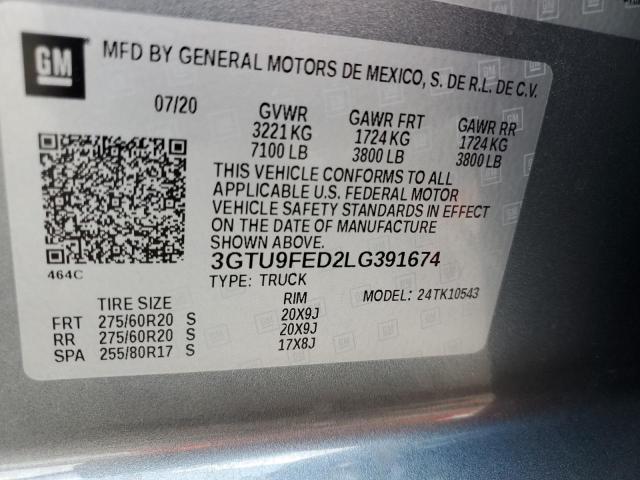 GM
MFD BY GENERAL MOTORS DE MEXICO, S. DE R.L. DE C.V.
07/20 GVWR GAWR FRT GAWR RR
3221 KG 1724 KG 1724 KG
7100 LB 3800 LB 3800 LB
THIS VEHICLE CONFORMS TO ALL
APPLICABLE U.S. FEDERAL MOTOR
VEHICLE SAFETY STANDARDS IN EFFECT
ON THE DATE OF MANUFACTURE
SHOWN ABOVE.
464C
3GTU9FED2LG391674
TYPE: TRUCK MODEL: 24TK10543
TIRE SIZE RIM
FRT 275/60R20 S 20X9J
RR 275/60R20 S 20X9J
SPA 255/80R17 S 17X8J